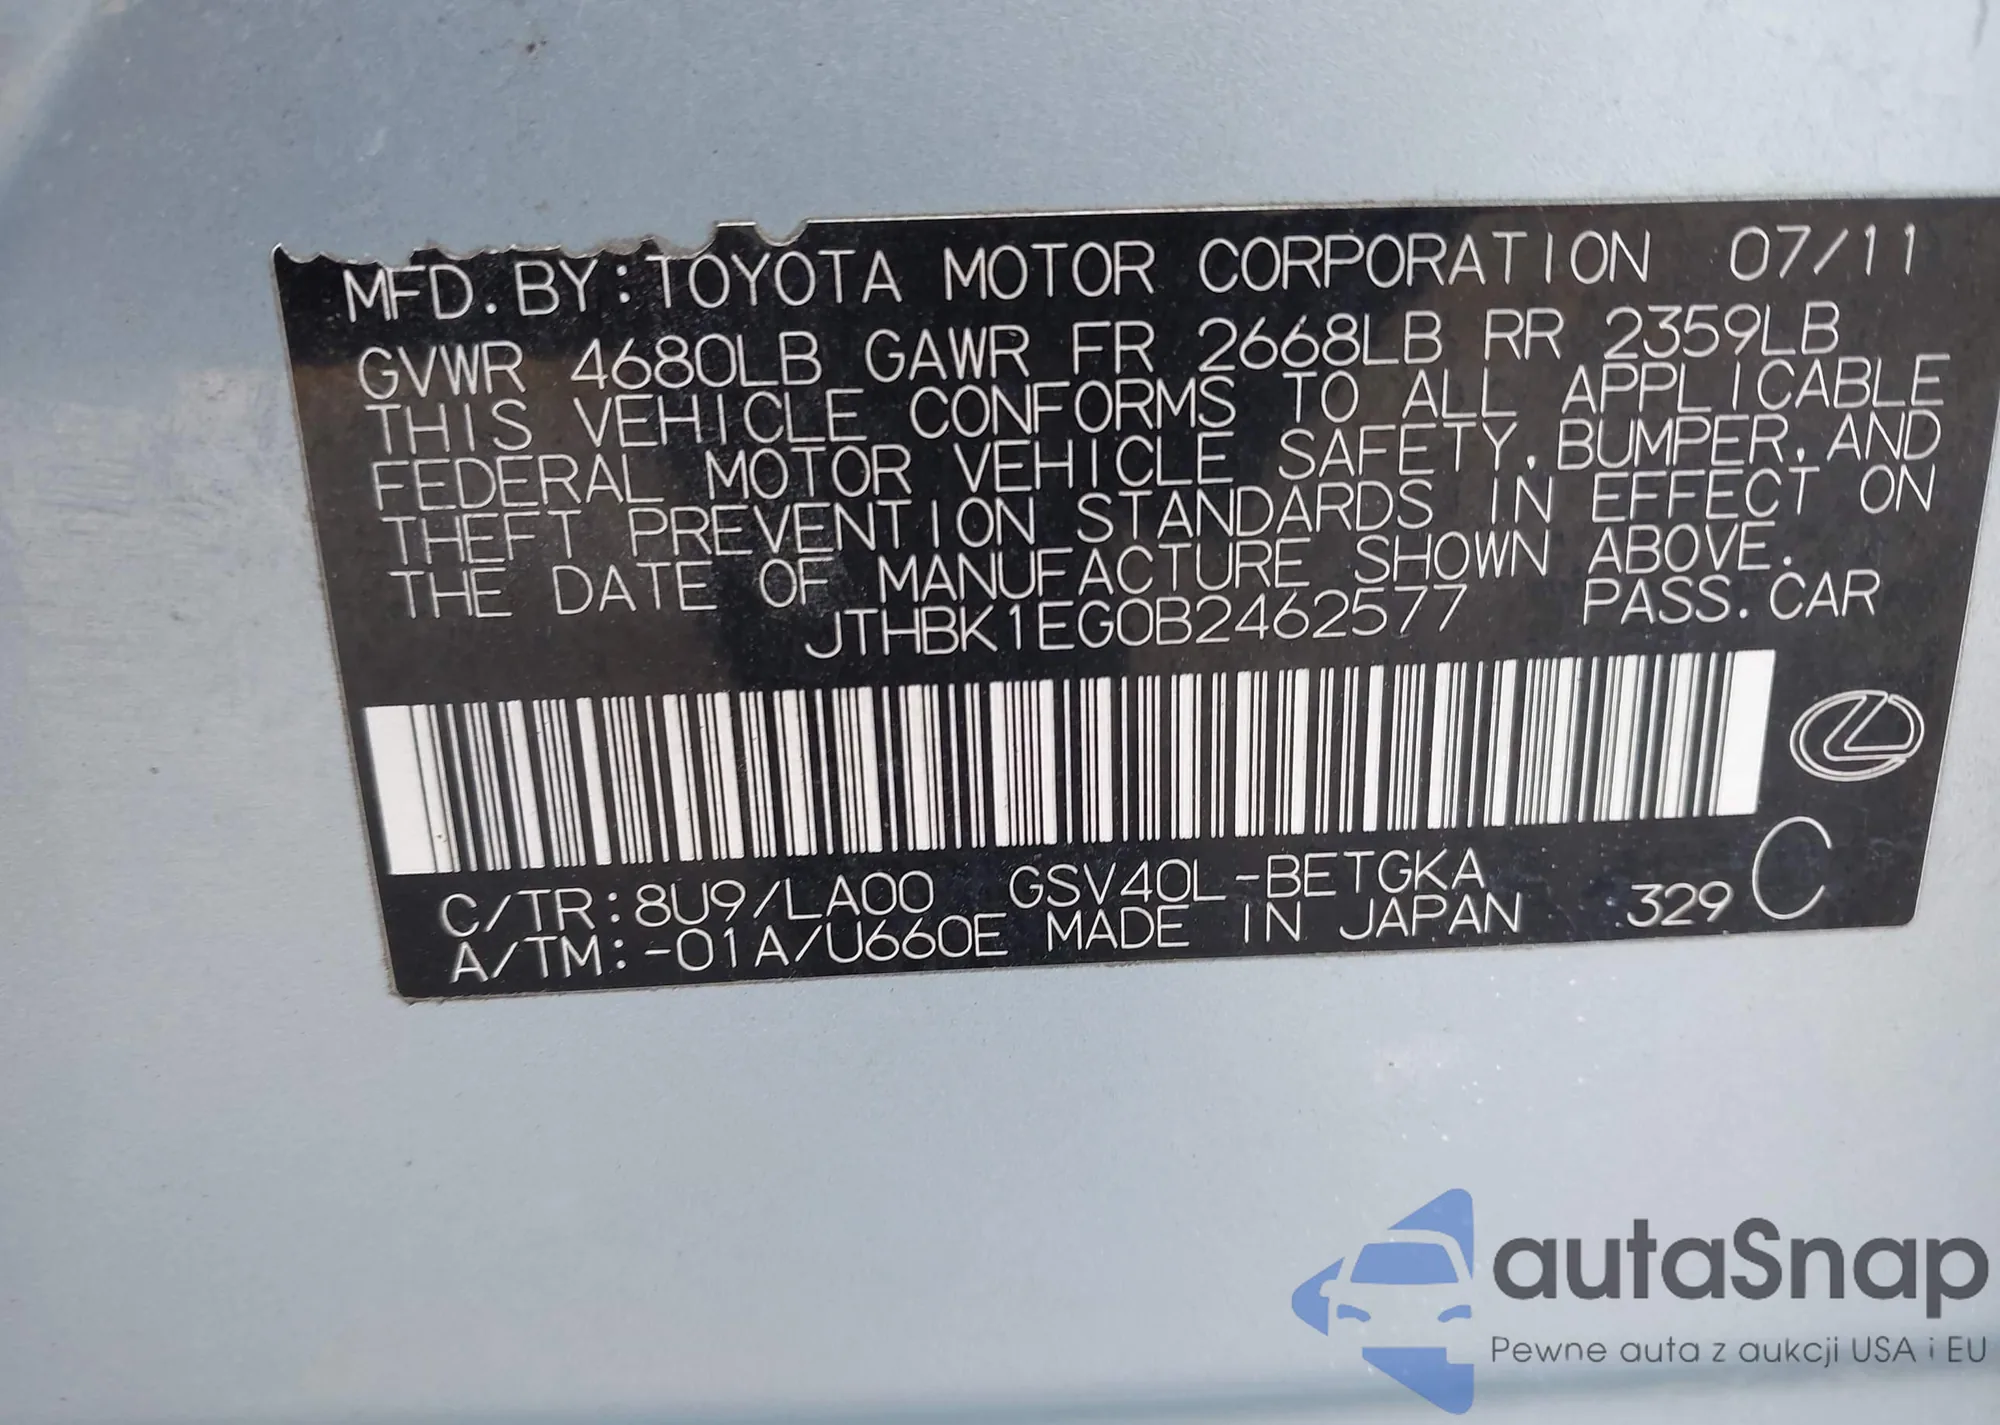 MFD. BY: TOYOTA MOTOR CORPORATION 07/11
GVWR 4680LB GAWR FR 2668LB RR 2359LB
THIS VEHICLE CONFORMS TO ALL APPLICABLE
FEDERAL MOTOR VEHICLE SAFETY, BUMPER, AND
THEFT PREVENTION STANDARDS IN EFFECT ON
THE DATE OF MANUFACTURE SHOWN ABOVE.
JTHBK1EG0B2462577 PASS. CAR
C/TR: 8U9/LA00 GSV40L-BETGKA
A/TM: -01A/U660E MADE IN JAPAN 329 C
autaSnap
Pewne auta z aukcji USA i EU